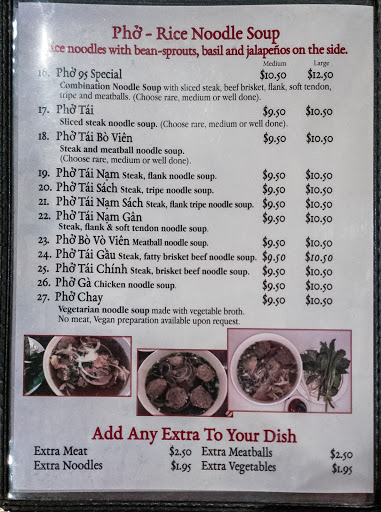 Phở - Rice Noodle Soup
ice noodles with bean-sprouts, basil and jalapeños on the side.
Medium Large
16. Phở 95 Special $10.50 $12.50
Combination Noodle Soup with sliced steak, beef brisket, flank, soft tendon,
tripe and meatballs. (Choose rare, medium or well done).
17. Phở Tái $9.50 $10.50
Sliced steak noodle soup. (Choose rare, medium or well done).
18. Phở Tái Bò Viên $9.50 $10.50
Steak and meatball noodle soup.
(Choose rare, medium or well done).
19. Phở Tái Nạm Steak, flank noodle soup. $9.50 $10.50
20. Phở Tái Sách Steak, tripe noodle soup. $9.50 $10.50
21. Phở Tái Nạm Sách Steak, flank tripe noodle soup. $9.50 $10.50
22. Phở Tái Nạm Gân $9.50 $10.50
Steak, flank & soft tendon noodle soup.
23. Phở Bò Vò Viên Meatball noodle soup. $9.50 $10.50
24. Phở Tái Gầu Steak, fatty brisket beef noodle soup. $9.50 $10.50
25. Phở Tái Chính Steak, brisket beef noodle soup. $9.50 $10.50
26. Phở Gà Chicken noodle soup. $9.50 $10.50
27. Phở Chay $9.50 $10.50
Vegetarian noodle soup made with vegetable broth.
No meat, Vegan preparation available upon request.
Add Any Extra To Your Dish
Extra Meat $2.50 Extra Meatballs $2.50
Extra Noodles $1.95 Extra Vegetables $1.95